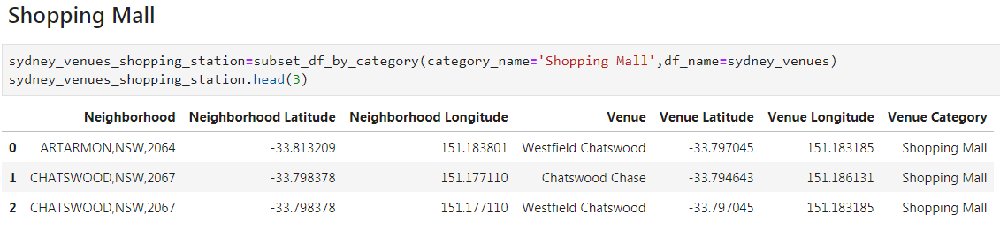 Shopping Mall
sydney_venues_shopping_station=subset_df_by_category(category_name='Shopping Mall',df_name=sydney_venues)
sydney_venues_shopping_station.head(3)
Neighborhood Neighborhood Latitude Neighborhood Longitude Venue Venue Latitude Venue Longitude Venue Category
0 ARTARMON,NSW,2064 -33.813209 151.183801 Westfield Chatswood -33.797045 151.183185 Shopping Mall
1 CHATSWOOD,NSW,2067 -33.798378 151.177110 Chatswood Chase -33.794643 151.186131 Shopping Mall
2 CHATSWOOD,NSW,2067 -33.798378 151.177110 Westfield Chatswood -33.797045 151.183185 Shopping Mall